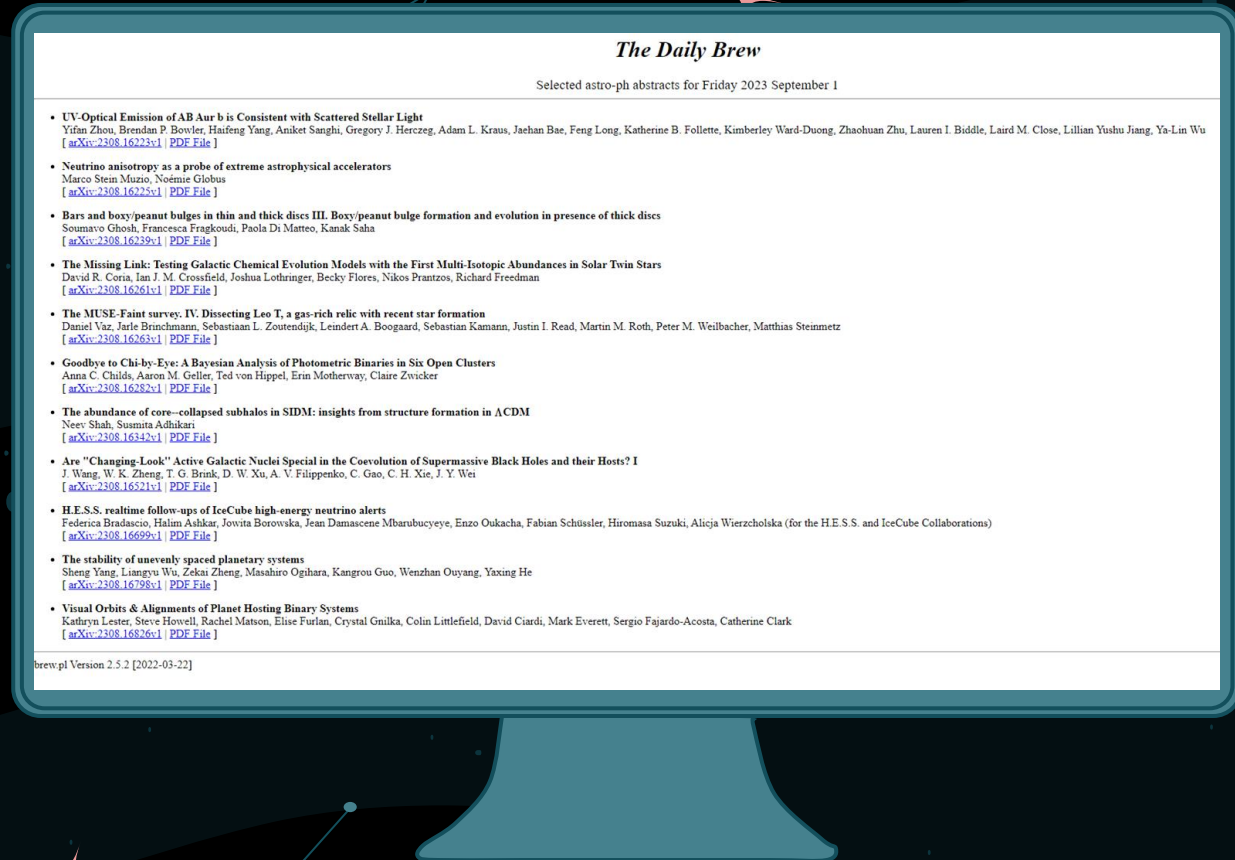 The Daily Brew
Selected astro-ph abstracts for Friday 2023 September 1
• UV-Optical Emission of AB Aur b is Consistent with Scattered Stellar Light
Yifan Zhou, Brendan P. Bowler, Haifeng Yang, Aniket Sanghi, Gregory J. Herczeg, Adam L. Kraus, Jaehan Bae, Feng Long, Katherine B. Follette, Kimberley Ward-Duong, Zhaohuan Zhu, Lauren I. Biddle, Laird M. Close, Lillian Yushu Jiang, Ya-Lin Wu
[ arXiv:2308.16223v1 | PDF File ]
• Neutrino anisotropy as a probe of extreme astrophysical accelerators
Marco Stein Muzio, Noémie Globus
[ arXiv:2308.16225v1 | PDF File ]
• Bars and boxy/peanut bulges in thin and thick discs III. Boxy/peanut bulge formation and evolution in presence of thick discs
Soumavo Ghosh, Francesca Fragkoudi, Paola Di Matteo, Kanak Saha
[ arXiv:2308.16239v1 | PDF File ]
• The Missing Link: Testing Galactic Chemical Evolution Models with the First Multi-Isotopic Abundances in Solar Twin Stars
David R. Coria, Ian J. M. Crossfield, Joshua Lothringer, Becky Flores, Nikos Prantzos, Richard Freedman
[ arXiv:2308.16261v1 | PDF File ]
• The MUSE-Faint survey. IV. Dissecting Leo T, a gas-rich relic with recent star formation
Daniel Vaz, Jarle Brinchmann, Sebastiaan L. Zoutendijk, Leindert A. Boogaard, Sebastian Kamann, Justin I. Read, Martin M. Roth, Peter M. Weilbacher, Matthias Steinmetz
[ arXiv:2308.16263v1 | PDF File ]
• Goodbye to Chi-by-Eye: A Bayesian Analysis of Photometric Binaries in Six Open Clusters
Anna C. Childs, Aaron M. Geller, Ted von Hippel, Erin Motherway, Claire Zwicker
[ arXiv:2308.16282v1 | PDF File ]
• The abundance of core--collapsed subhalos in SIDM: insights from structure formation in ΛCDM
Neev Shah, Susmita Adhikari
[ arXiv:2308.16342v1 | PDF File ]
• Are "Changing-Look" Active Galactic Nuclei Special in the Coevolution of Supermassive Black Holes and their Hosts? I
J. Wang, W. K. Zheng, T. G. Brink, D. W. Xu, A. V. Filippenko, C. Gao, C. H. Xie, J. Y. Wei
[ arXiv:2308.16521v1 | PDF File ]
• H.E.S.S. realtime follow-ups of IceCube high-energy neutrino alerts
Federica Bradascio, Halim Ashkar, Jowita Borowska, Jean Damascene Mbarubucyeye, Enzo Oukacha, Fabian Schüssler, Hiromasa Suzuki, Alicja Wierzcholska (for the H.E.S.S. and IceCube Collaborations)
[ arXiv:2308.16699v1 | PDF File ]
• The stability of unevenly spaced planetary systems
Sheng Yang, Liangyu Wu, Zekai Zheng, Masahiro Ogihara, Kangrou Guo, Wenzhan Ouyang, Yaxing He
[ arXiv:2308.16798v1 | PDF File ]
• Visual Orbits & Alignments of Planet Hosting Binary Systems
Kathryn Lester, Steve Howell, Rachel Matson, Elise Furlan, Crystal Gnilka, Colin Littlefield, David Ciardi, Mark Everett, Sergio Fajardo-Acosta, Catherine Clark
[ arXiv:2308.16826v1 | PDF File ]
brew.pl Version 2.5.2 [2022-03-22]